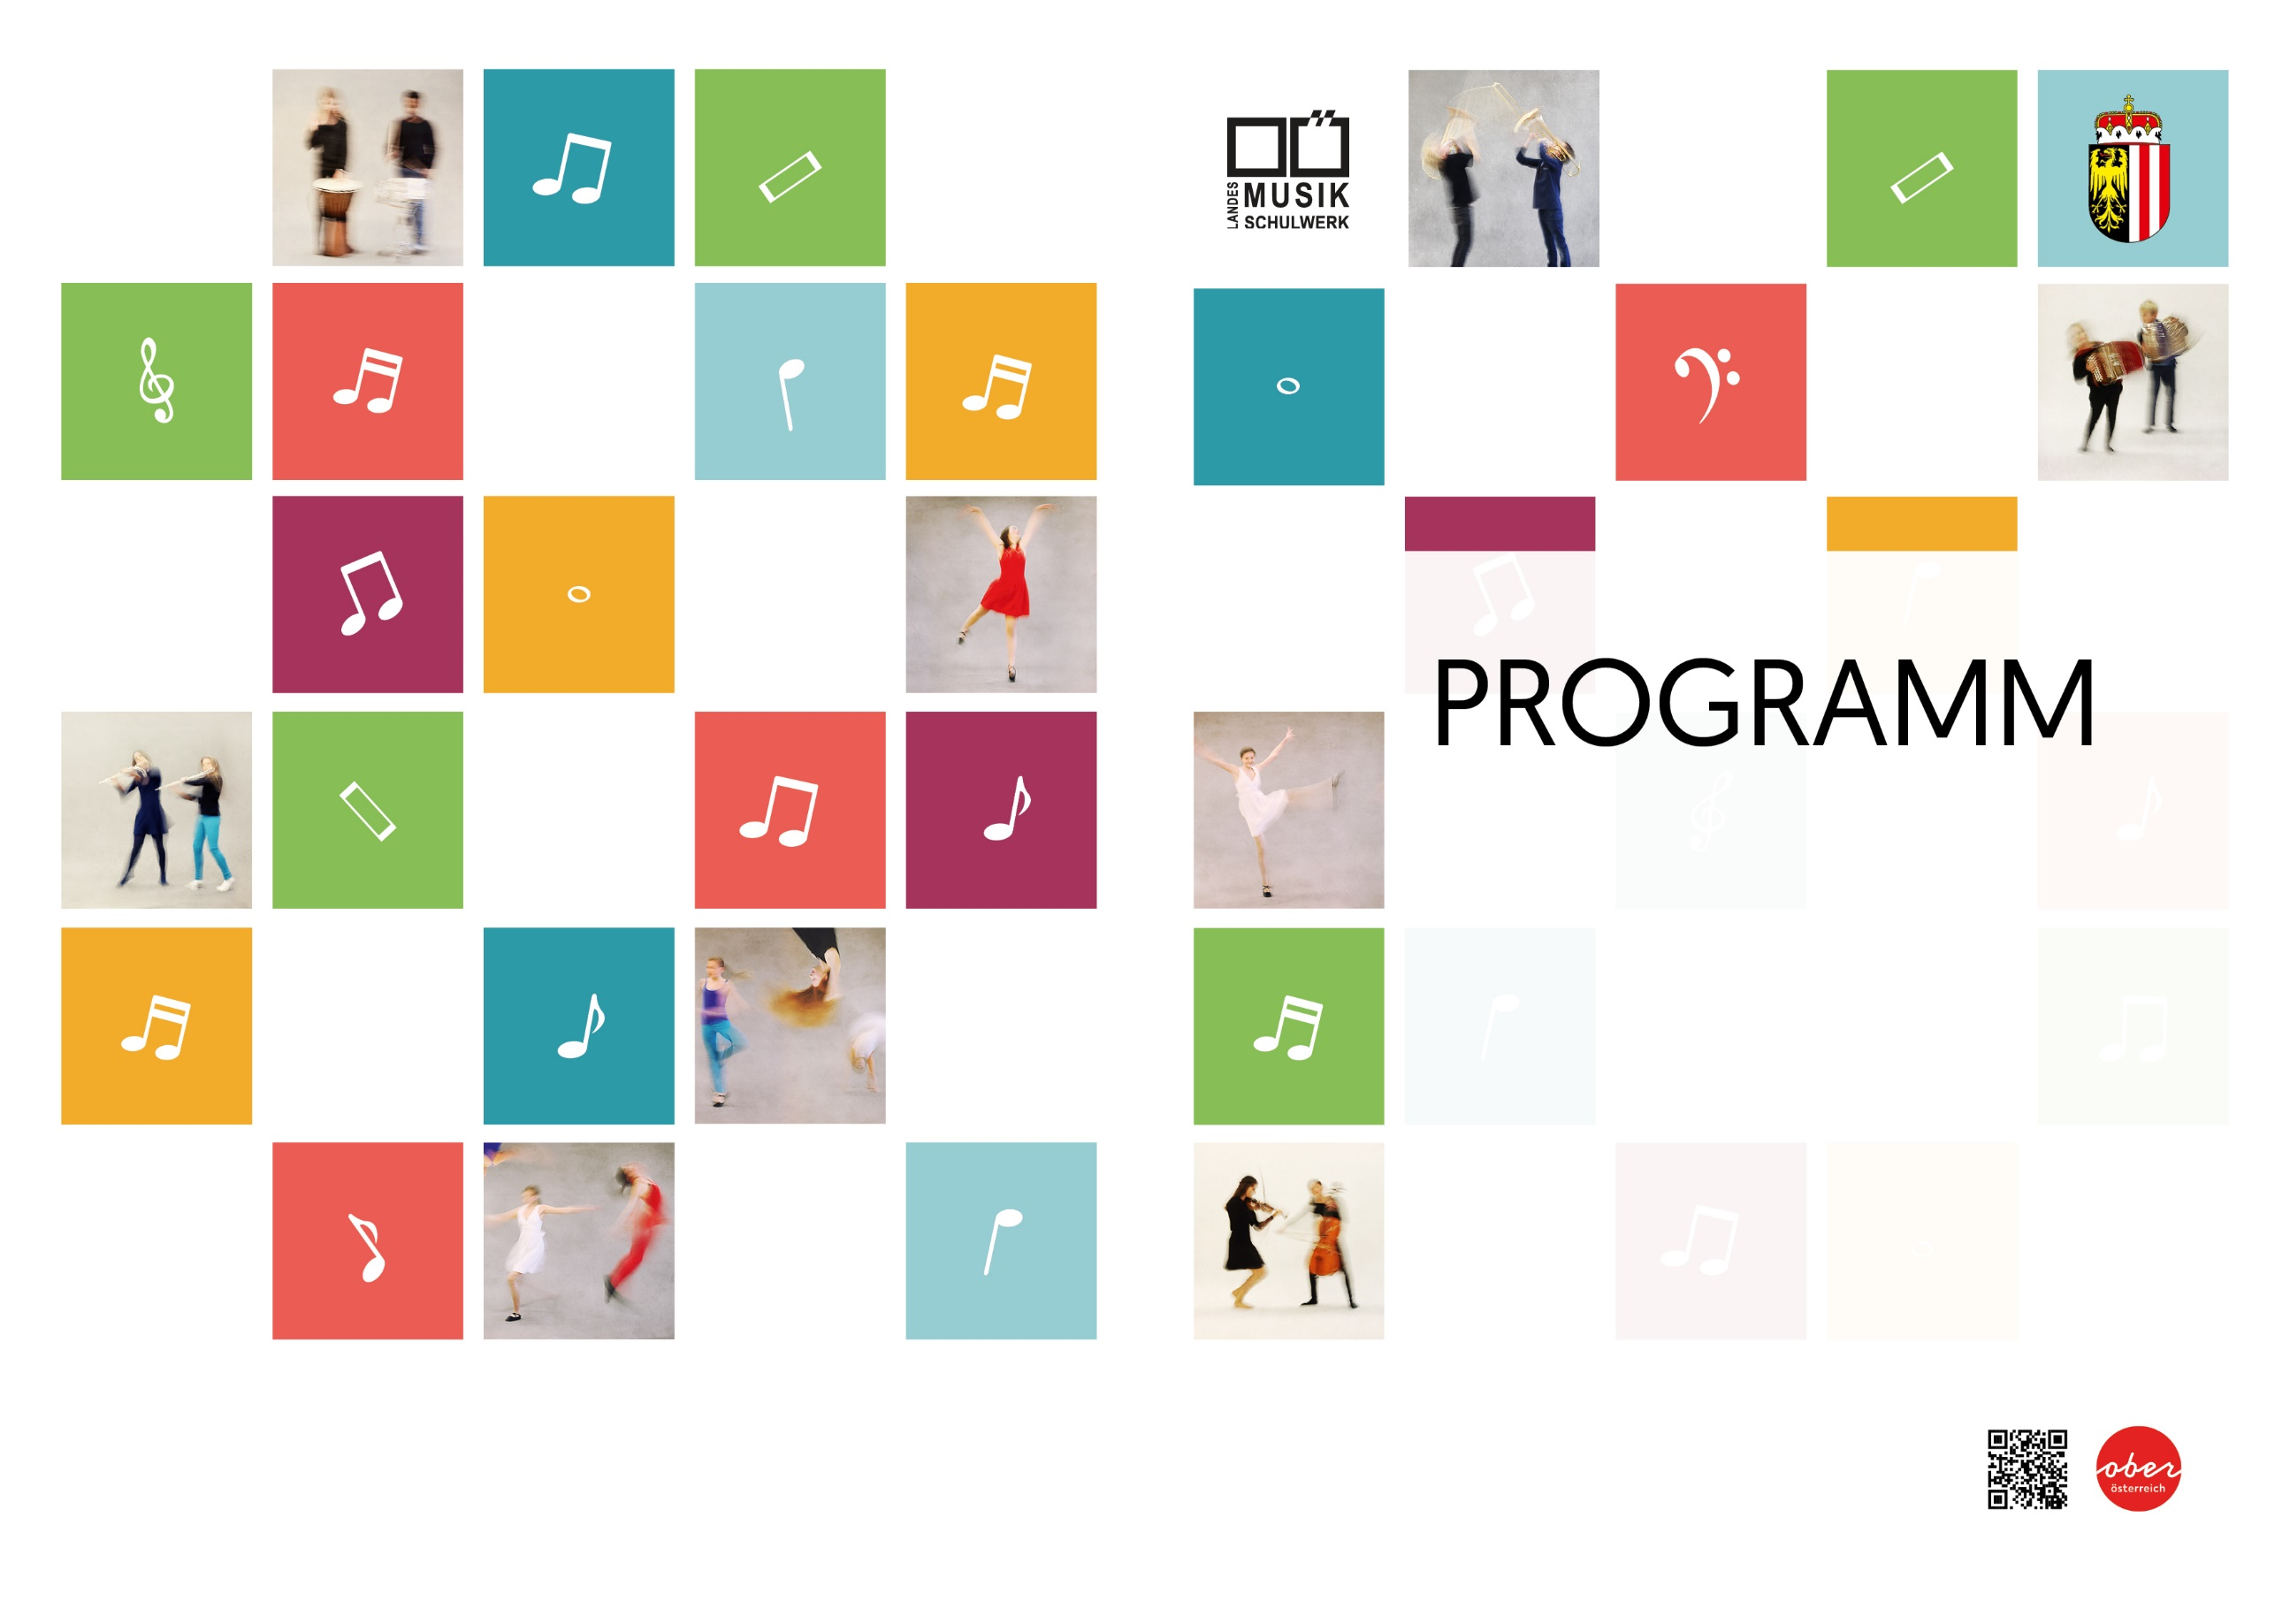 OÖ
LANDES
MUSIK
SCHULWERK
PROGRAMM
ober
österreich